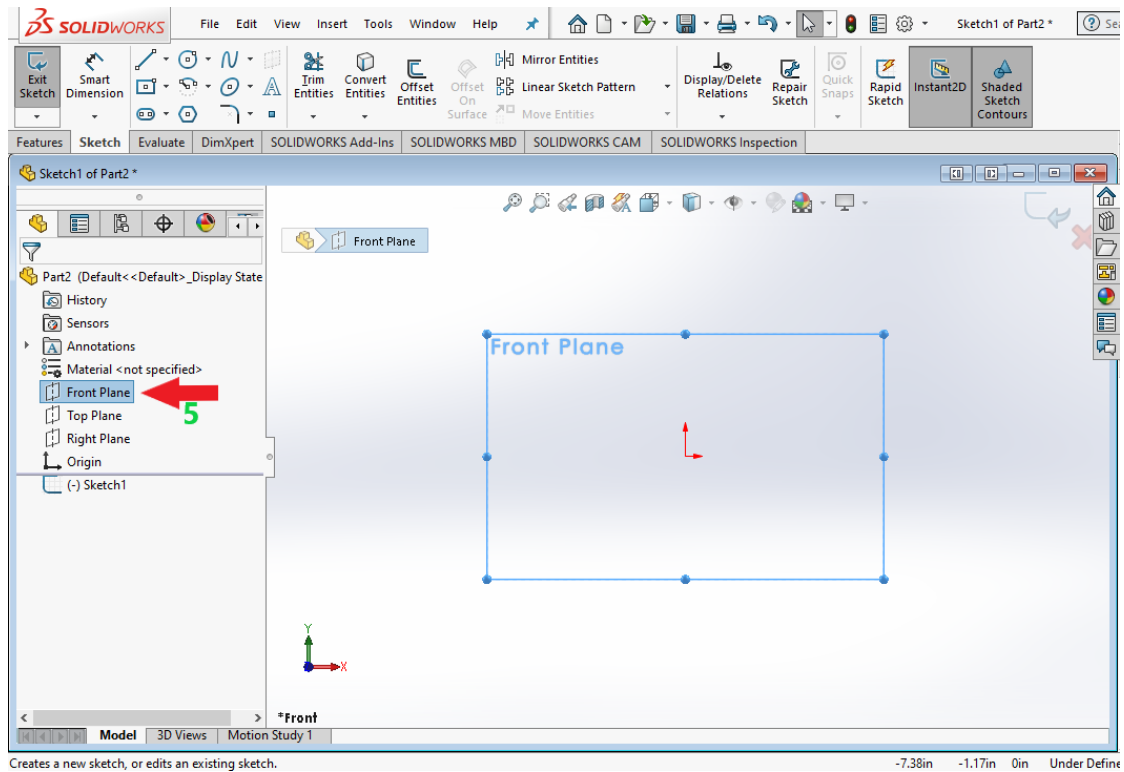 SOLIDWORKS File Edit View Insert Tools Window Help Sketch1 of Part2 *
Exit Sketch
Smart Dimension
Trim Entities
Convert Entities
Offset Entities
Offset On Surface
Mirror Entities
Linear Sketch Pattern
Move Entities
Display/Delete Relations
Repair Sketch
Quick Snaps
Rapid Sketch
Instant2D
Shaded Sketch Contours
Features Sketch Evaluate DimXpert SOLIDWORKS Add-Ins SOLIDWORKS MBD SOLIDWORKS CAM SOLIDWORKS Inspection
Sketch1 of Part2 *
Front Plane
Part2 (Default<<Default>_Display State
History
Sensors
Annotations
Material <not specified>
Front Plane
5
Top Plane
Right Plane
Origin
(-) Sketch1
Front Plane
Y
X
*Front
Model 3D Views Motion Study 1
Creates a new sketch, or edits an existing sketch. -7.38in -1.17in 0in Under Define